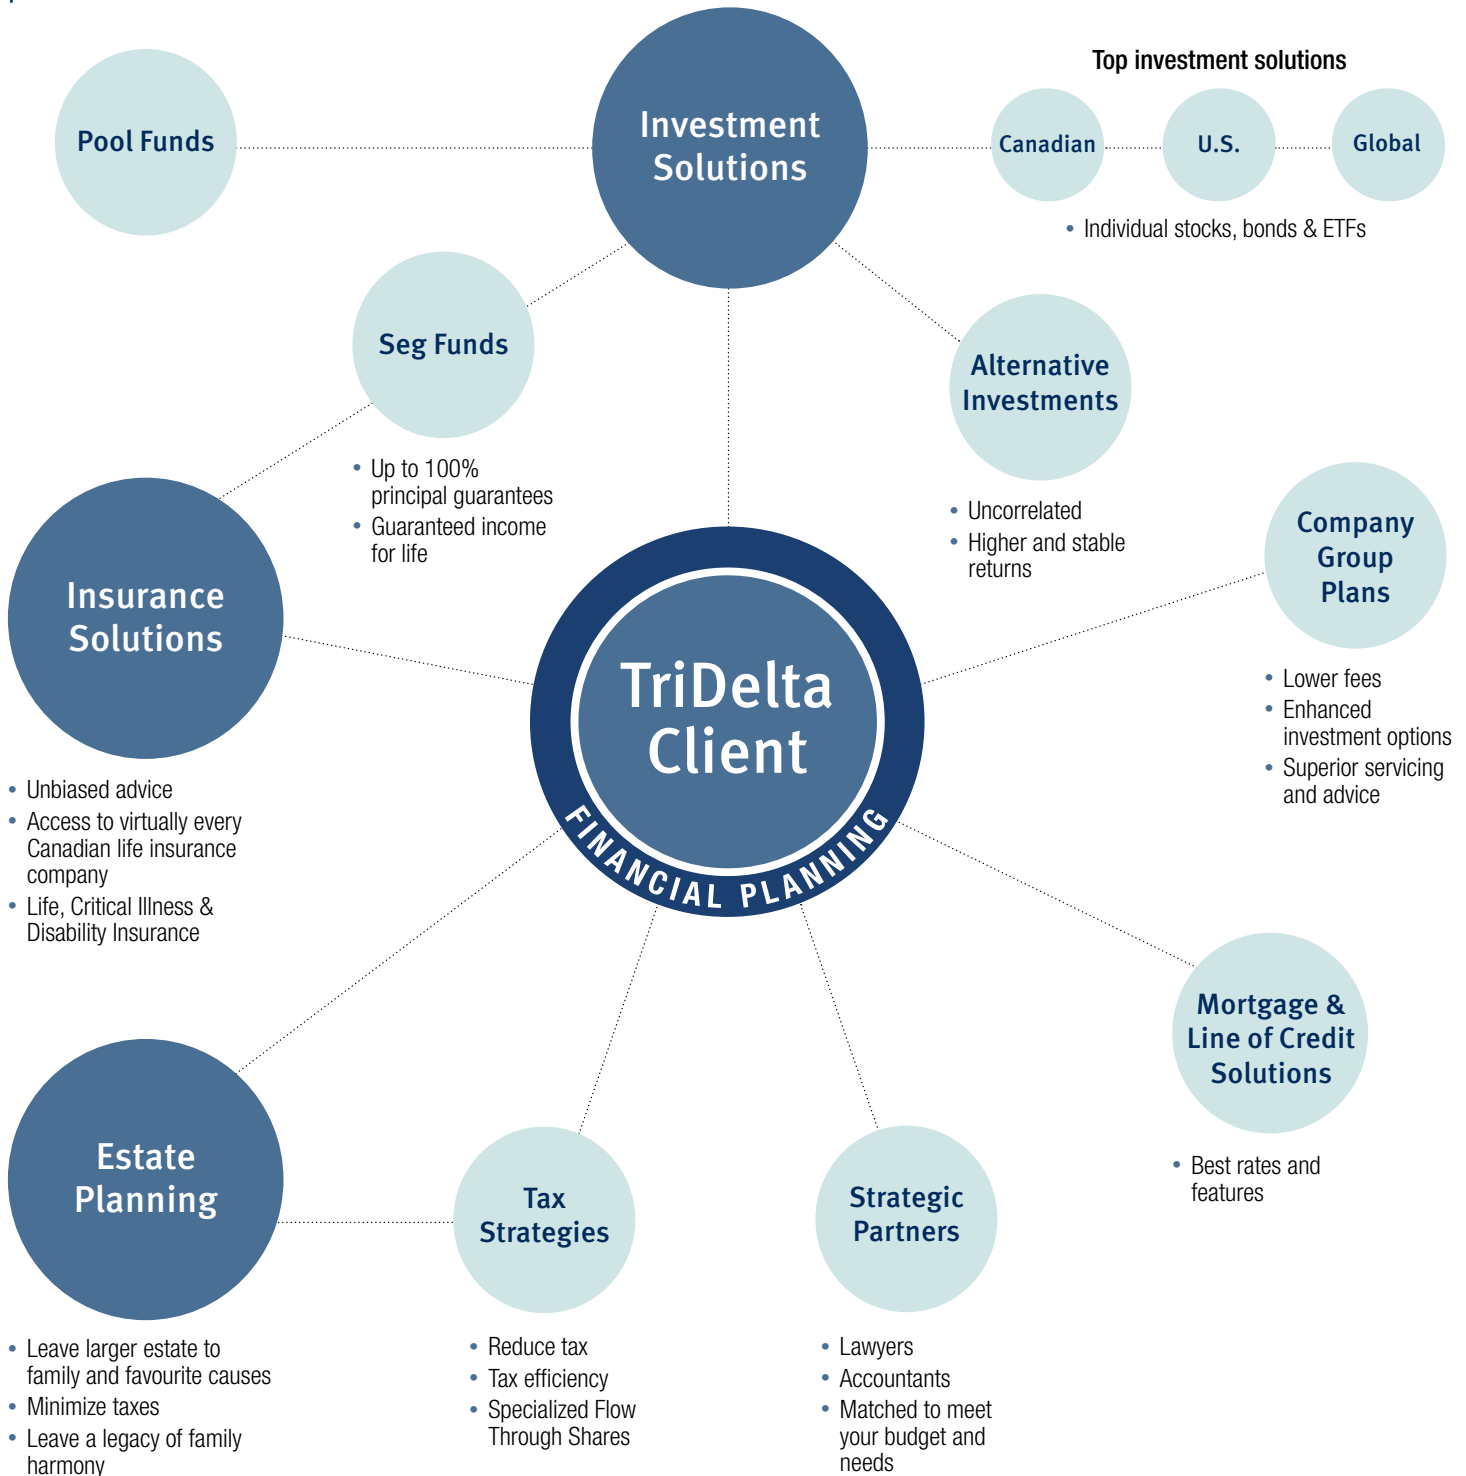 Top investment solutions
Pool Funds
Investment
Solutions
Canadian
U.S.
Global
• Individual stocks, bonds & ETFs
Seg Funds
• Up to 100%
principal guarantees
• Guaranteed income
for life
Alternative
Investments
• Uncorrelated
• Higher and stable
returns
Company
Group
Plans
• Lower fees
• Enhanced
investment options
• Superior servicing
and advice
Insurance
Solutions
• Unbiased advice
• Access to virtually every
Canadian life insurance
company
• Life, Critical Illness &
Disability Insurance
TriDelta
Client
FINANCIAL PLANNING
Mortgage &
Line of Credit
Solutions
• Best rates and
features
Estate
Planning
• Leave larger estate to
family and favourite causes
• Minimize taxes
• Leave a legacy of family
harmony
Tax
Strategies
• Reduce tax
• Tax efficiency
• Specialized Flow
Through Shares
Strategic
Partners
• Lawyers
• Accountants
• Matched to meet
your budget and
needs